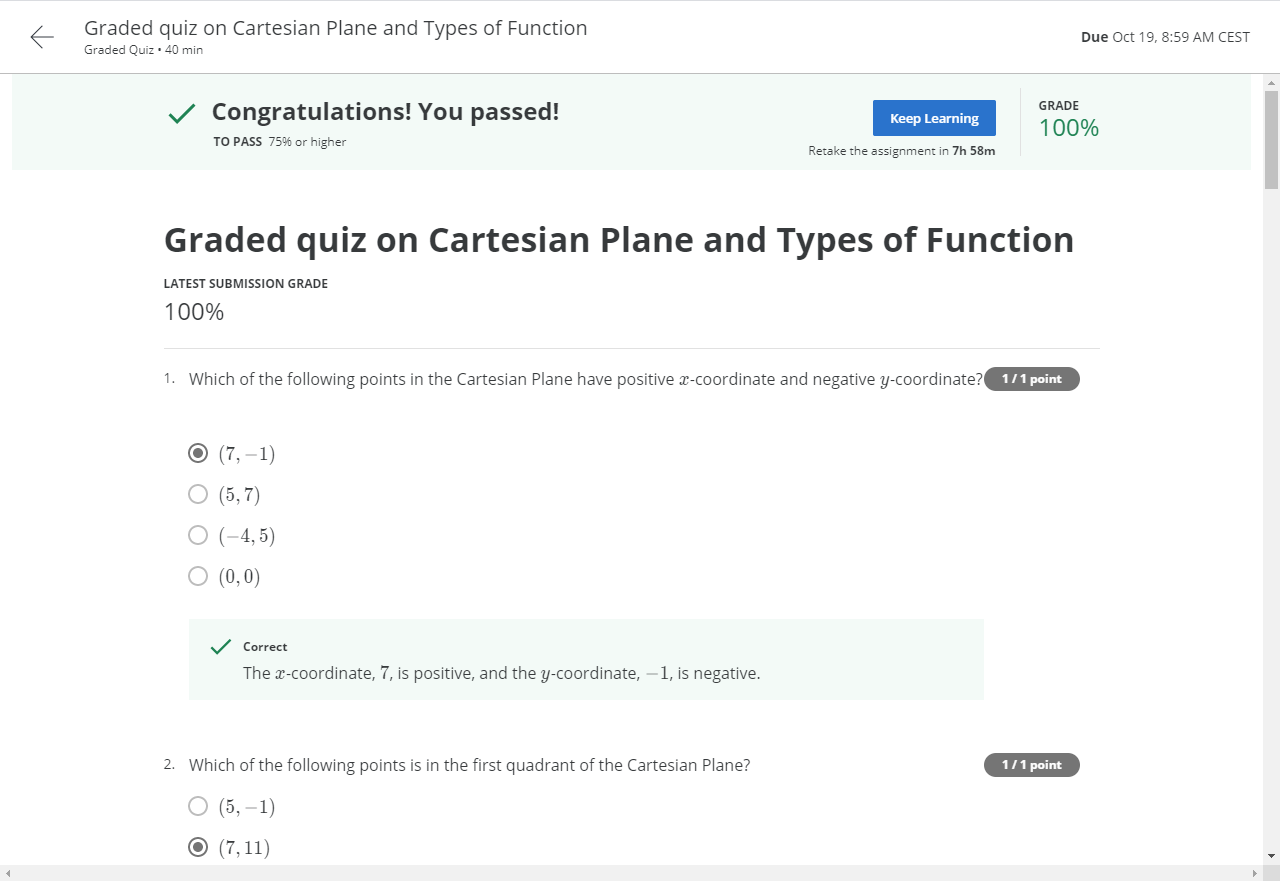 Graded quiz on Cartesian Plane and Types of Function
Graded Quiz • 40 min
Due Oct 19, 8:59 AM CEST
Congratulations! You passed!
TO PASS 75% or higher
Keep Learning
Retake the assignment in 7h 58m
GRADE
100%
Graded quiz on Cartesian Plane and Types of Function
LATEST SUBMISSION GRADE
100%
1. Which of the following points in the Cartesian Plane have positive x-coordinate and negative y-coordinate? 1 / 1 point
(7, −1)
(5, 7)
(−4, 5)
(0, 0)
Correct
The x-coordinate, 7, is positive, and the y-coordinate, −1, is negative.
2. Which of the following points is in the first quadrant of the Cartesian Plane? 1 / 1 point
(5, −1)
(7, 11)